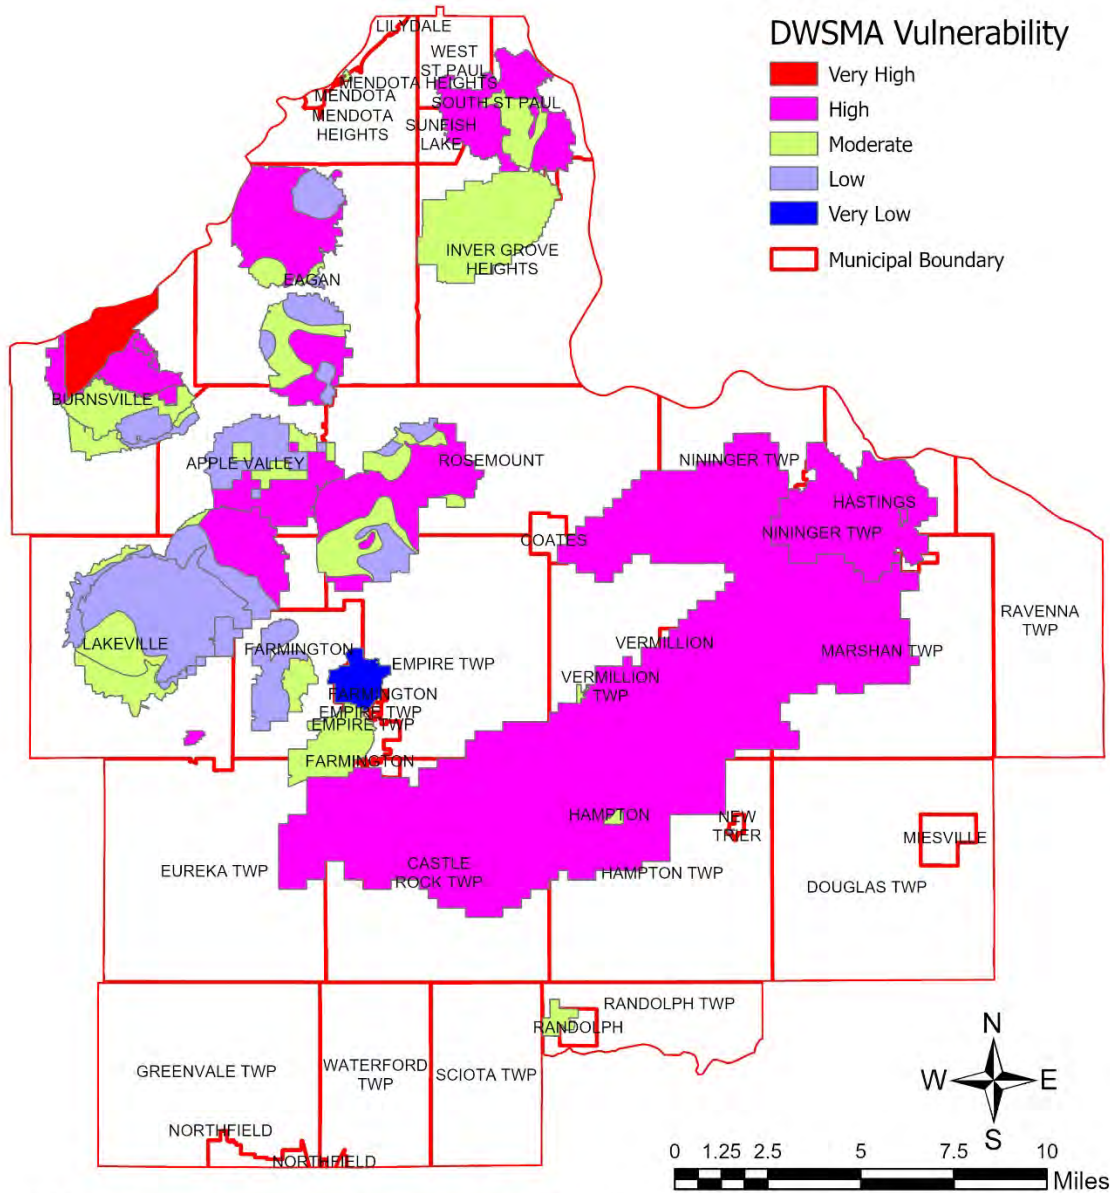 DWSMA Vulnerability
Very High
High
Moderate
Low
Very Low
Municipal Boundary
LILYDALE
WEST
ST PAUL
MENDOTA HEIGHTS
MENDOTA
MENDOTA
HEIGHTS
SOUTH ST PAUL
SUNFISH
LAKE
INVER GROVE
HEIGHTS
EAGAN
BURNSVILLE
APPLE VALLEY
ROSEMOUNT
NININGER TWP
HASTINGS
NININGER TWP
COATES
RAVENNA
TWP
LAKEVILLE
FARMINGTON
EMPIRE TWP
VERMILLION
MARSHAN TWP
VERMILLION
TWP
FARMINGTON
EMPIRE TWP
EMPIRE TWP
FARMINGTON
HAMPTON
NEW
TRIER
MIESVILLE
EUREKA TWP
CASTLE
ROCK TWP
HAMPTON TWP
DOUGLAS TWP
RANDOLPH TWP
RANDOLPH
GREENVALE TWP
WATERFORD
TWP
SCIOTA TWP
NORTHFIELD
NORTHFIELD
N
W E
S
0 1.25 2.5 5 7.5 10
Miles